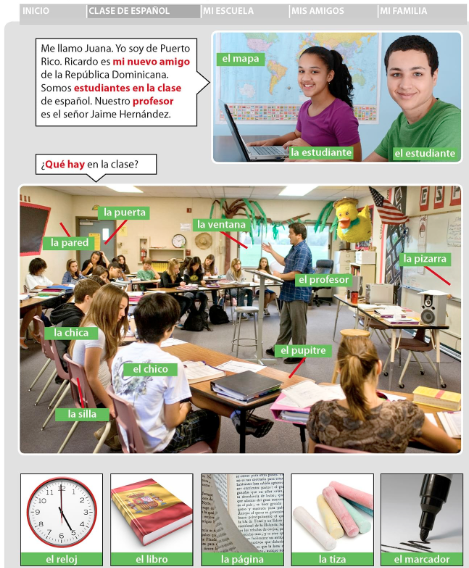 INICIO
CLASE DE ESPAÑOL
MI ESCUELA
MIS AMIGOS
MI FAMILIA
Me llamo Juana. Yo soy de Puerto
Rico. Ricardo es mi nuevo amigo
de la República Dominicana.
Somos estudiantes en la clase
de español. Nuestro profesor
es el señor Jaime Hernández.
el mapa
la estudiante
el estudiante
¿Qué hay en la clase?
la puerta
la pared
la ventana
la pizarra
el profesor
la chica
el chico
el pupitre
la silla
el reloj
el libro
la página
la tiza
el marcador